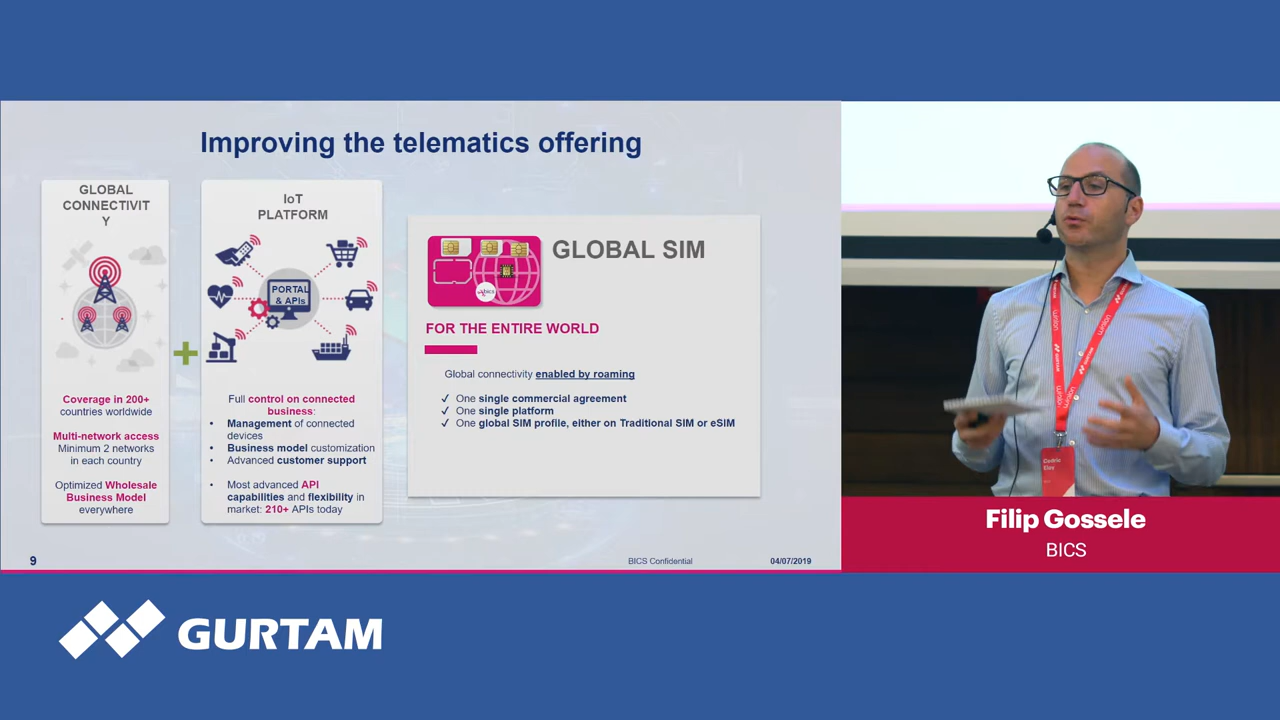 Improving the telematics offering
GLOBAL
CONNECTIVIT
Y
Coverage in 200+
countries worldwide
Multi-network access
Minimum 2 networks
in each country
Optimized Wholesale
Business Model
everywhere
IoT
PLATFORM
PORTAL
& APIs
Full control on connected
business:
• Management of connected
devices
• Business model customization
• Advanced customer support
• Most advanced API
capabilities and flexibility in
market: 210+ APIs today
GLOBAL SIM
bics
FOR THE ENTIRE WORLD
Global connectivity enabled by roaming
✓ One single commercial agreement
✓ One single platform
✓ One global SIM profile, either on Traditional SIM or eSIM
9
BICS Confidential
04/07/2019
GURTAM
Filip Gossele
BICS